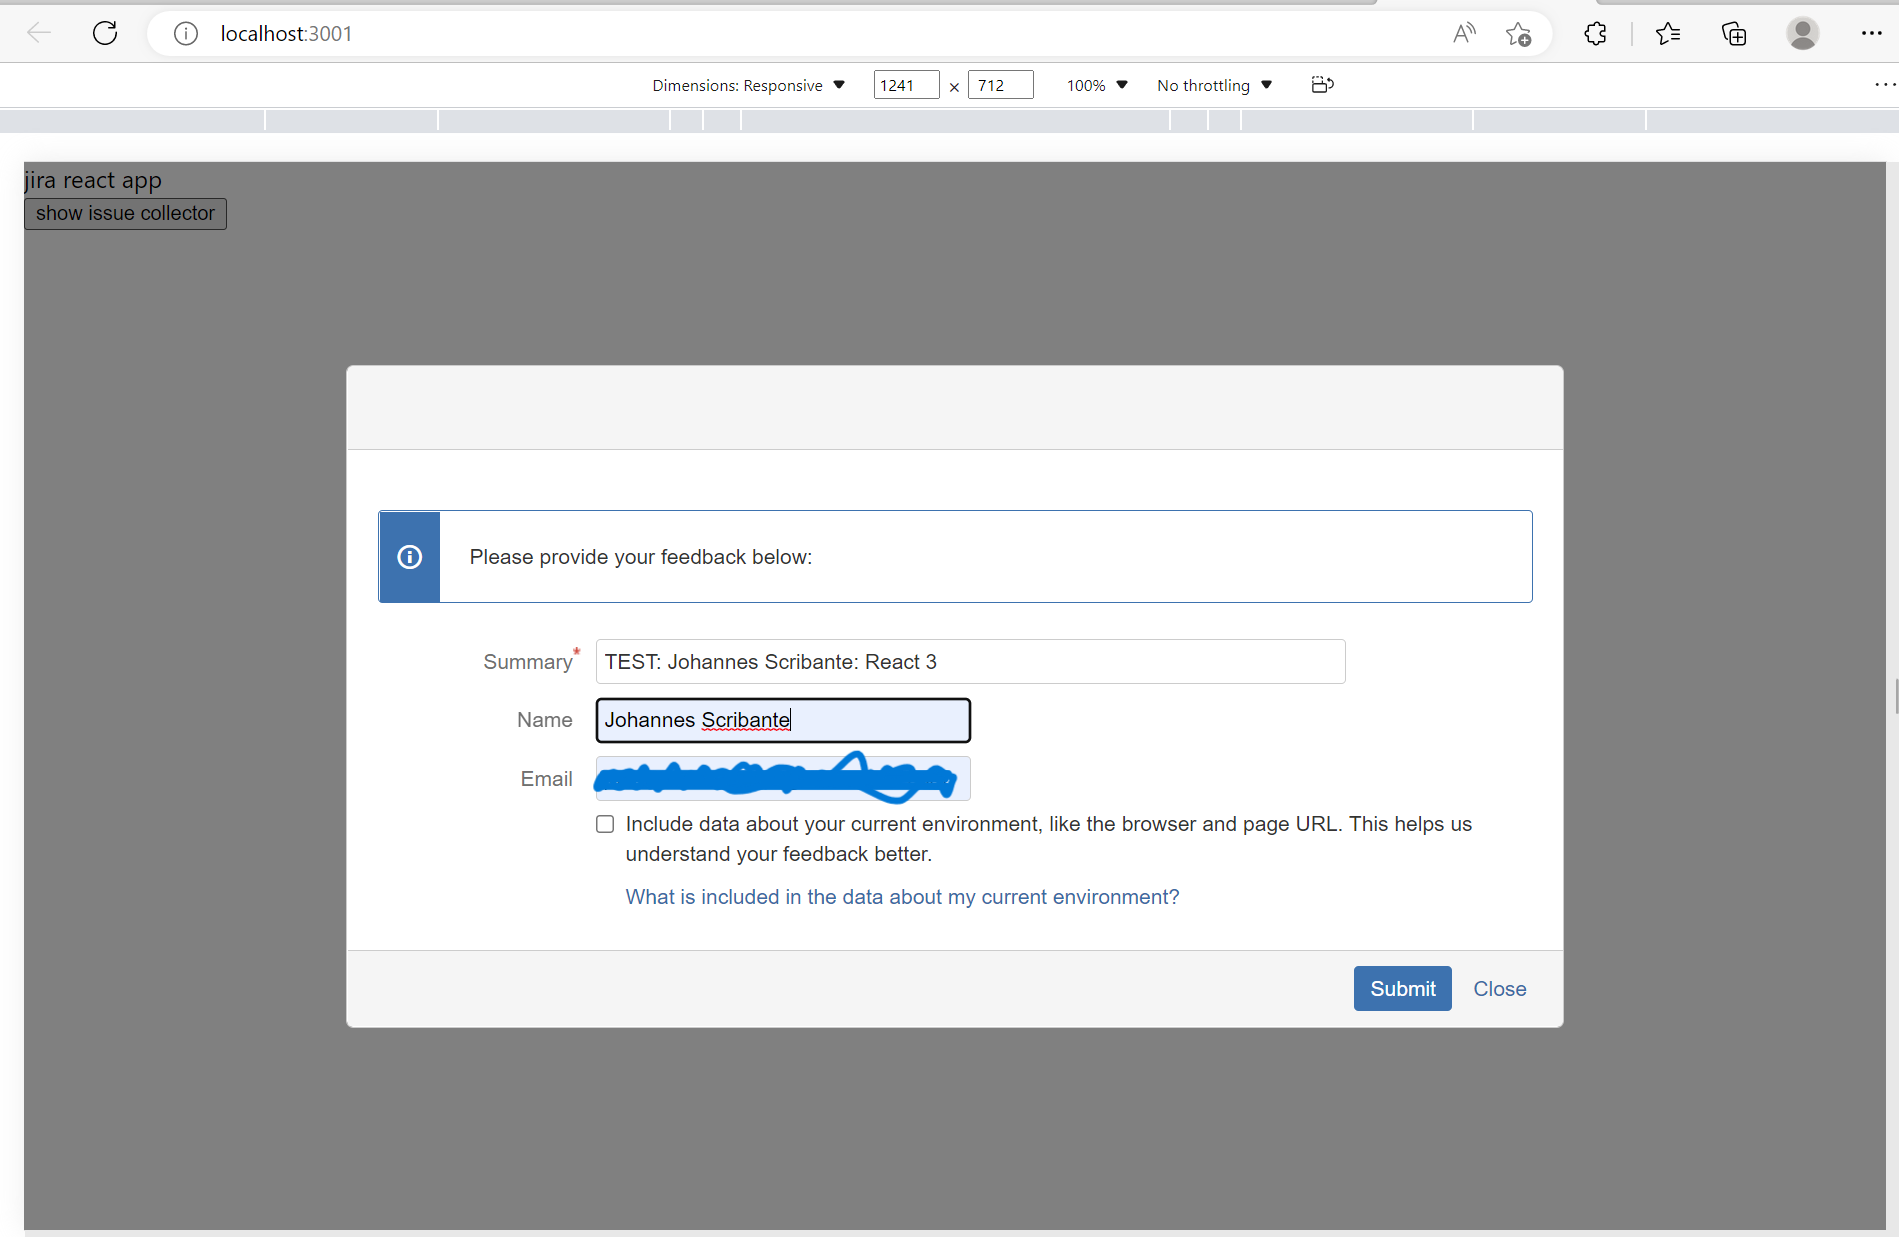 localhost:3001
Dimensions: Responsive 1241 × 712 100% No throttling
jira react app
show issue collector
Please provide your feedback below:
Summary* TEST: Johannes Scribante: React 3
Name Johannes Scribante
Email
Include data about your current environment, like the browser and page URL. This helps us
understand your feedback better.
What is included in the data about my current environment?
Submit Close